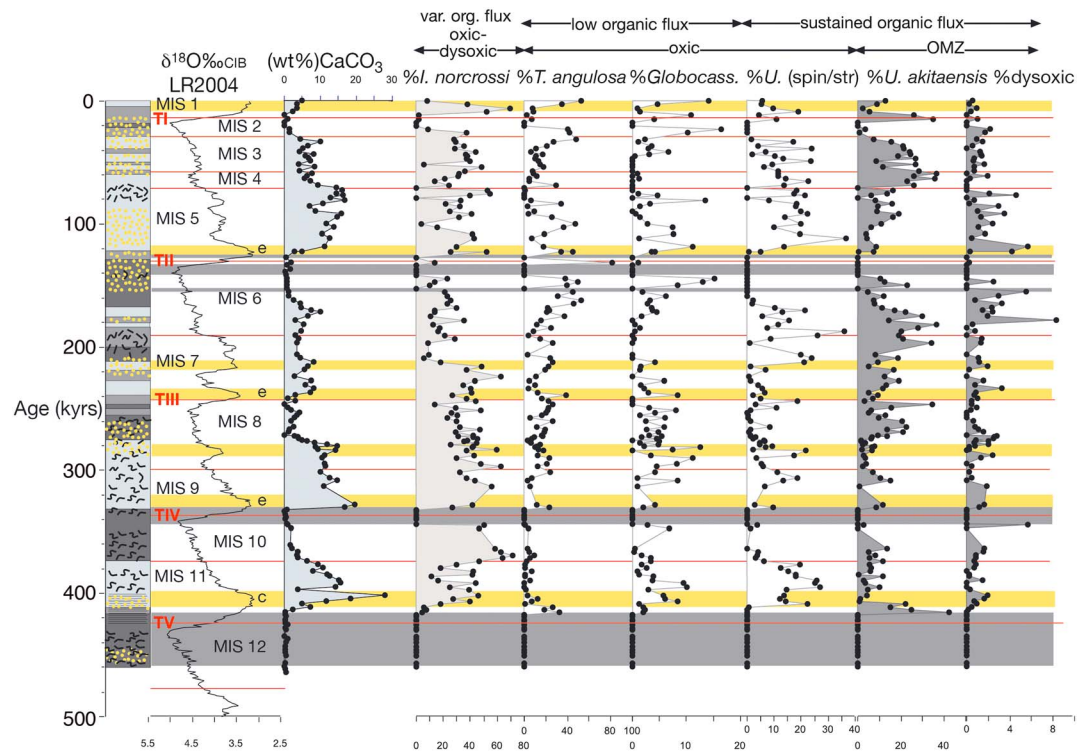 var. org. flux
low organic flux
sustained organic flux
oxic-
dysoxic
oxic
OMZ
δ18O‰CIB
LR2004
(wt%)CaCO3
%I. norcrossi
%T. angulosa
%Globocass.
%U. (spin/str)
%U. akitaensis
%dysoxic
0 10 20 30
0
MIS 1
TI
MIS 2
MIS 3
MIS 4
100
MIS 5
e
TII
MIS 6
200
MIS 7
e
TIII
Age (kyrs)
MIS 8
300
MIS 9
e
TIV
MIS 10
400
MIS 11
c
TV
MIS 12
500
5.5 4.5 3.5 2.5
0 20 40 60 80
0 40 80 100
0 10 20
0 5 10 20 30 40
0 20 40
0 4 8